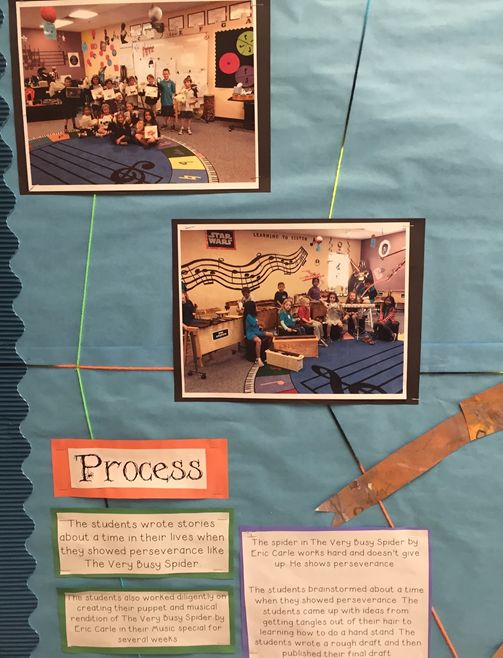 STAR WARS
LEARNING TO LISTEN
Process
The students wrote stories
about a time in their lives when
they showed perseverance like
The Very Busy Spider
The students also worked diligently on
creating their puppet and musical
rendition of The Very Busy Spider by
Eric Carle in their Music special for
several weeks
The spider in The Very Busy Spider by
Eric Carle works hard and doesn't give
up. He shows perseverance
The students brainstormed about a time
when they showed perseverance. The
students came up with ideas from
getting tangles out of their hair to
learning how to do a hand stand. The
students wrote a rough draft and then
published their final draft.